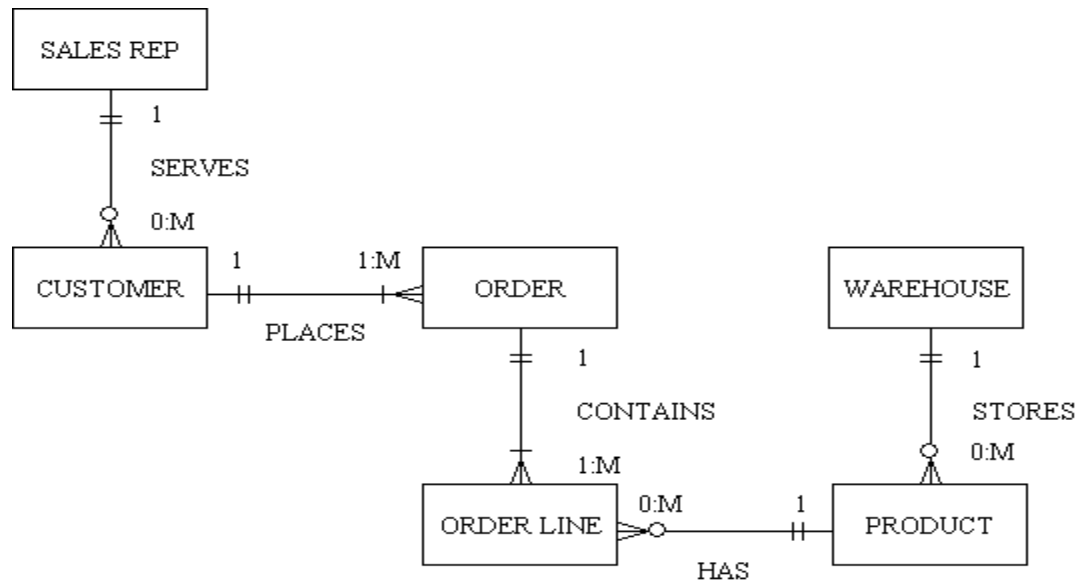 SALES REP
1
SERVES
0:M
CUSTOMER
1
1:M
PLACES
ORDER
WAREHOUSE
1
CONTAINS
1:M
1
STORES
0:M
ORDER LINE
0:M
1
HAS
PRODUCT